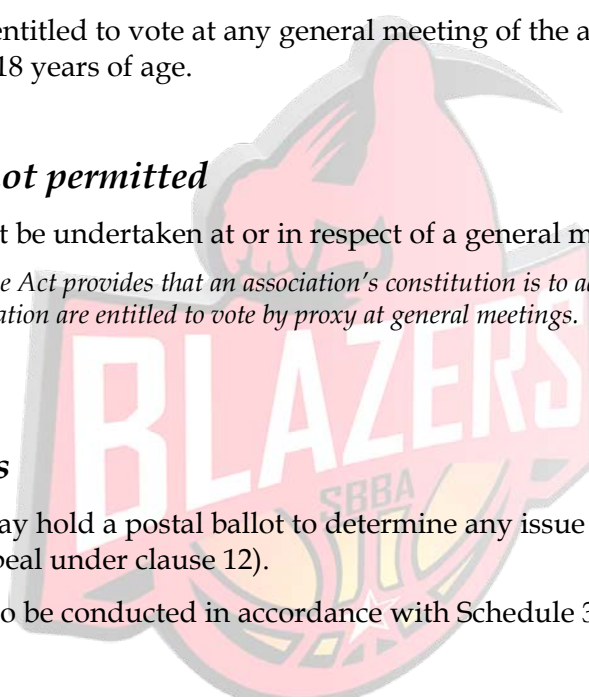 entitled to vote at any general meeting of the a
18 years of age.
ot permitted
t be undertaken at or in respect of a general m
e Act provides that an association's constitution is to a
ation are entitled to vote by proxy at general meetings.
BLAZERS
SBBA
s
ay hold a postal ballot to determine any issue
peal under clause 12).
o be conducted in accordance with Schedule 3